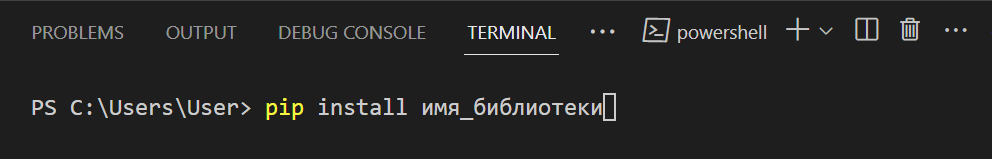 PROBLEMS OUTPUT DEBUG CONSOLE TERMINAL ··· powershell
PS C:\Users\User> pip install имя_библиотеки